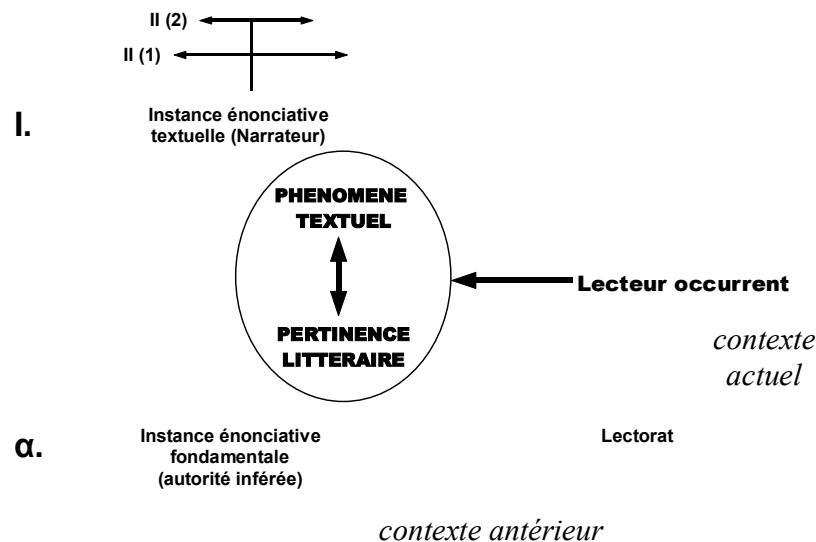 II (2)
II (1)
I.
Instance énonciative
textuelle (Narrateur)
PHENOMENE
TEXTUEL
Lecteur occurrent
PERTINENCE
LITTERAIRE
contexte
actuel
α.
Instance énonciative
fondamentale
(autorité inférée)
Lectorat
contexte antérieur